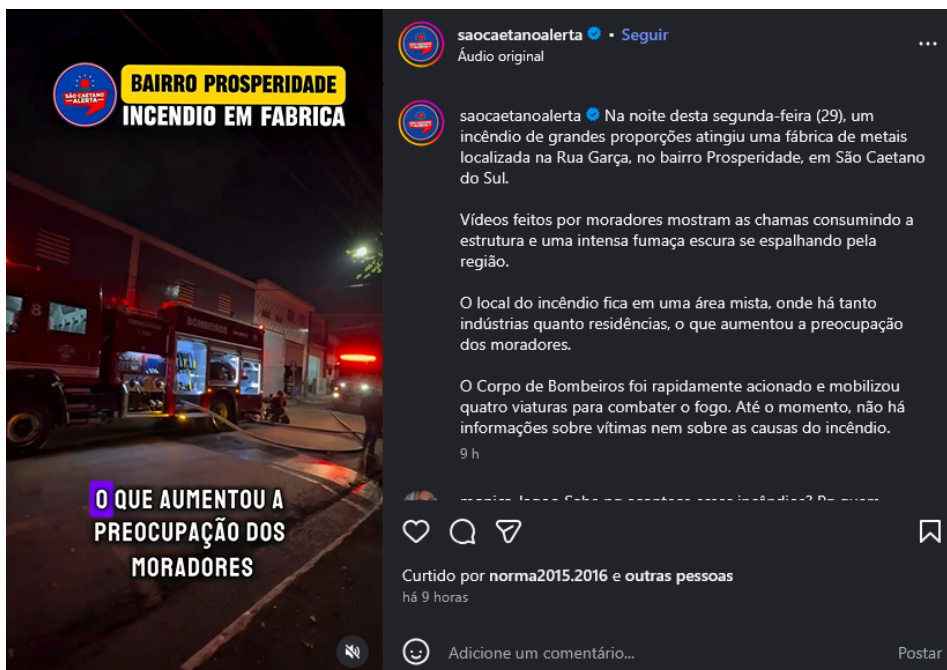 SÃO CAETANO
ALERTA
BAIRRO PROSPERIDADE
INCENDIO EM FABRICA
8
BOMBEIROS
O QUE AUMENTOU A
PREOCUPAÇÃO DOS
MORADORES
saocaetanoalerta • Seguir
Áudio original
saocaetanoalerta Na noite desta segunda-feira (29), um
incêndio de grandes proporções atingiu uma fábrica de metais
localizada na Rua Garça, no bairro Prosperidade, em São Caetano
do Sul.
Vídeos feitos por moradores mostram as chamas consumindo a
estrutura e uma intensa fumaça escura se espalhando pela
região.
O local do incêndio fica em uma área mista, onde há tanto
indústrias quanto residências, o que aumentou a preocupação
dos moradores.
O Corpo de Bombeiros foi rapidamente acionado e mobilizou
quatro viaturas para combater o fogo. Até o momento, não há
informações sobre vítimas nem sobre as causas do incêndio.
9 h
Curtido por norma2015.2016 e outras pessoas
há 9 horas
Adicione um comentário...
Postar